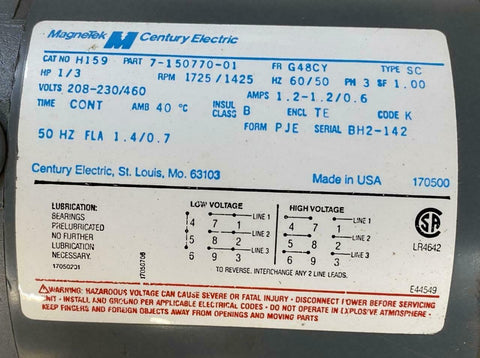 MagneTek M Century Electric
CAT NO H159 PART 7-150770-01 FR G48CY TYPE SC
HP 1/3 RPM 1725/1425 HZ 60/50 PH 3 SF 1.00
VOLTS 208-230/460 AMPS 1.2-1.2/0.6
TIME CONT AMB 40 °C INSUL CLASS B ENCL TE CODE K
FORM PJE SERIAL BH2-142
50 HZ FLA 1.4/0.7
Century Electric, St. Louis, Mo. 63103 Made in USA 170500
LUBRICATION:
BEARINGS
PRELUBRICATED
NO FURTHER
LUBRICATION
NECESSARY.
17050701
17050706
LOW VOLTAGE
4 7 1 LINE 1
5 8 2 LINE 2
6 9 3 LINE 3
HIGH VOLTAGE
4 7 1 LINE 1
5 8 2 LINE 2
6 9 3 LINE 3
TO REVERSE, INTERCHANGE ANY 2 LINE LEADS.
SA
LR4642
E44549
WARNING: HAZARDOUS VOLTAGE CAN CAUSE SEVERE OR FATAL INJURY · DISCONNECT POWER BEFORE SERVICING
UNIT · INSTALL AND GROUND PER APPLICABLE ELECTRICAL CODES · DO NOT OPERATE IN EXPLOSIVE ATMOSPHERE ·
KEEP FINGERS AND FOREIGN OBJECTS AWAY FROM OPENINGS AND MOVING PARTS